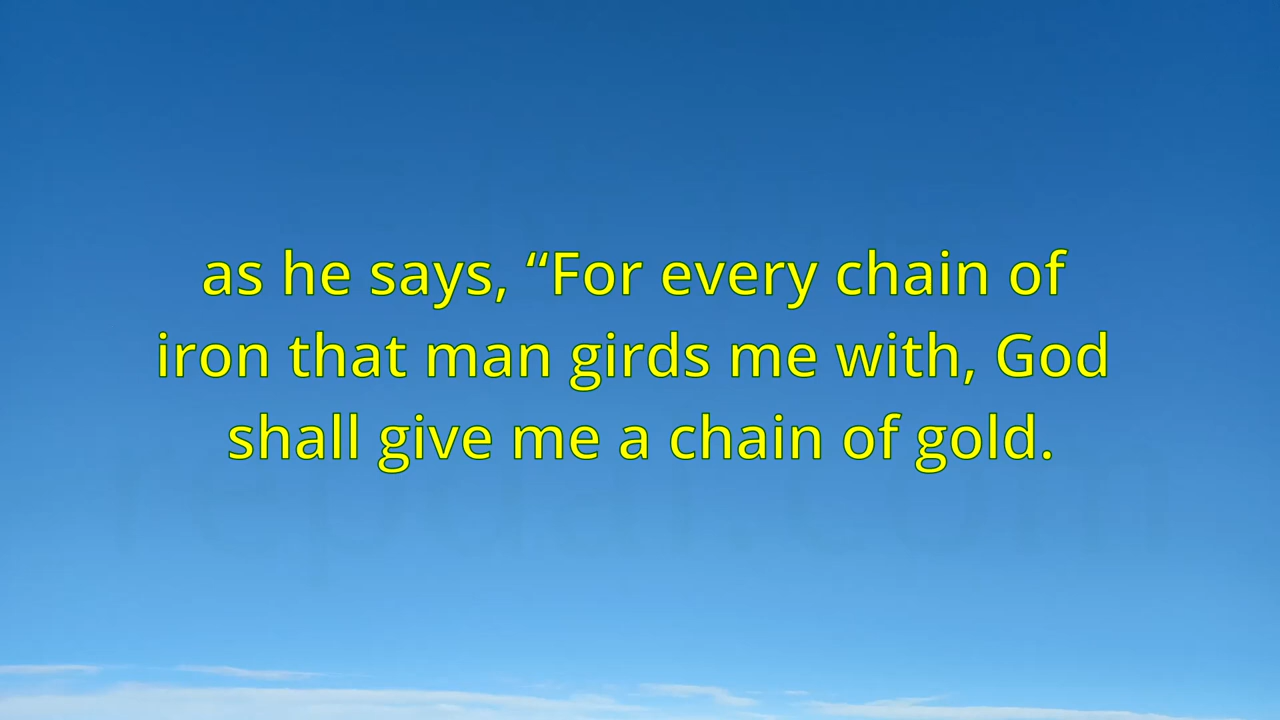 as he says, “For every chain of
iron that man girds me with, God
shall give me a chain of gold.